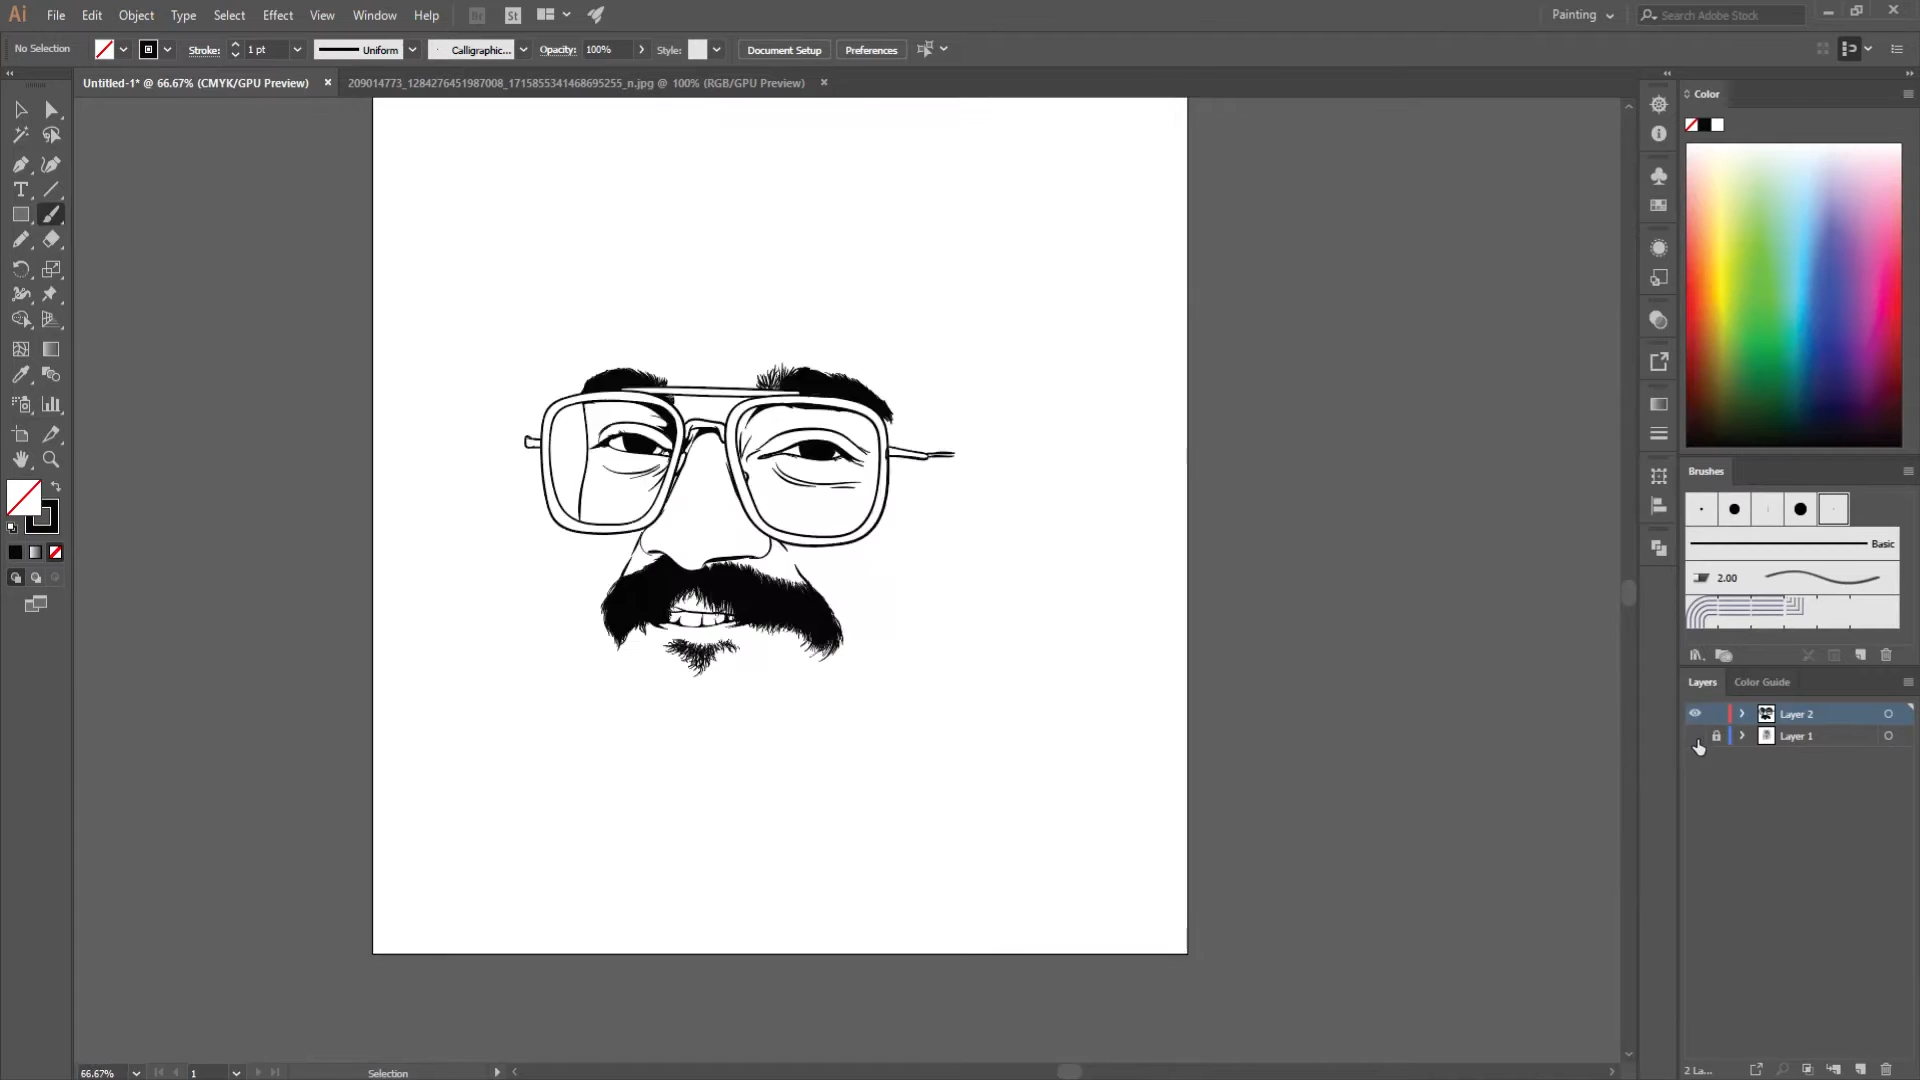 Ai File Edit Object Type Select Effect View Window Help Br St Painting Search Adobe Stock
No Selection Stroke: 1 pt Uniform Calligraphic... Opacity: 100% Style: Document Setup Preferences
Untitled-1* @ 66.67% (CMYK/GPU Preview) × 209014773_1284276451987008_1715855341468695255_n.jpg @ 100% (RGB/GPU Preview) ×
Color
Brushes
Basic
2.00
Layers Color Guide
Layer 2
Layer 1
66.67% 1 Selection 2 La...